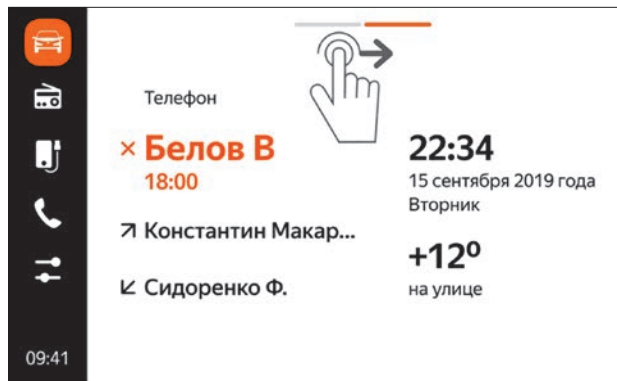 Телефон
× Белов В
18:00
↗ Константин Макар...
↙ Сидоренко Ф.
22:34
15 сентября 2019 года
Вторник
+12⁰
на улице
09:41